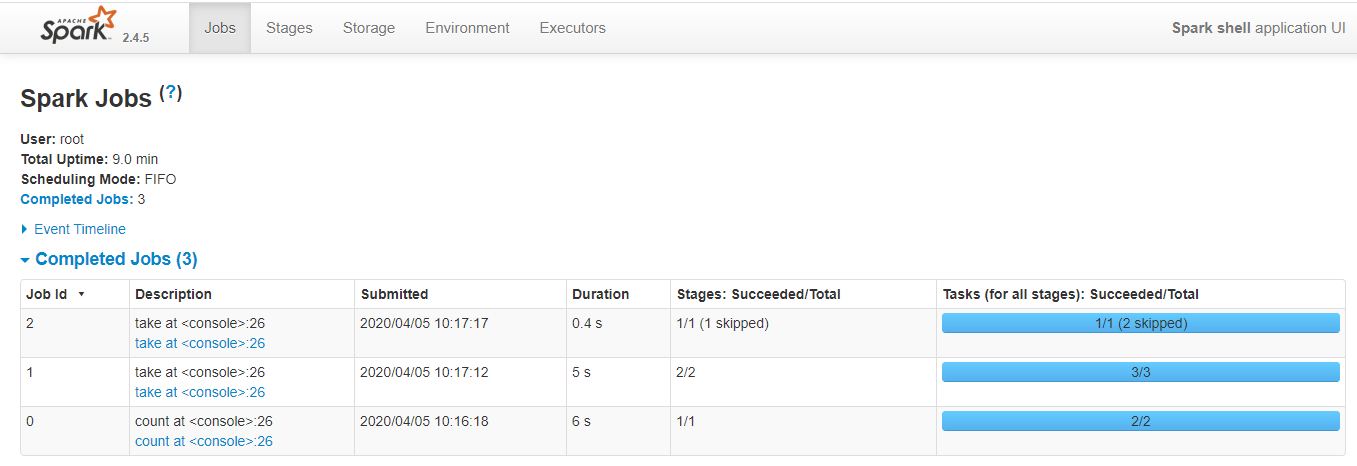 APACHE
Spark 2.4.5 Jobs Stages Storage Environment Executors Spark shell application UI
Spark Jobs (?)
User: root
Total Uptime: 9.0 min
Scheduling Mode: FIFO
Completed Jobs: 3
Event Timeline
Completed Jobs (3)
Job Id Description Submitted Duration Stages: Succeeded/Total Tasks (for all stages): Succeeded/Total
2 take at <console>:26 2020/04/05 10:17:17 0.4 s 1/1 (1 skipped) 1/1 (2 skipped)
take at <console>:26
1 take at <console>:26 2020/04/05 10:17:12 5 s 2/2 3/3
take at <console>:26
0 count at <console>:26 2020/04/05 10:16:18 6 s 1/1 2/2
count at <console>:26